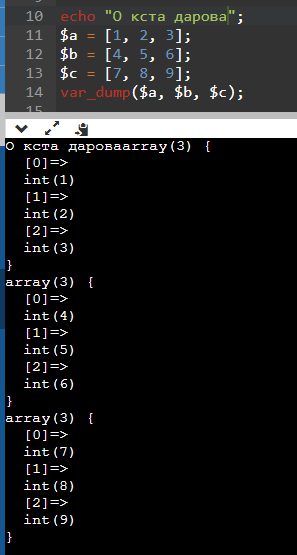 10 echo "О кста дарова";
11 $a = [1, 2, 3];
12 $b = [4, 5, 6];
13 $c = [7, 8, 9];
14 var_dump($a, $b, $c);
15
О кста дароваarray(3) {
  [0]=>
  int(1)
  [1]=>
  int(2)
  [2]=>
  int(3)
}
array(3) {
  [0]=>
  int(4)
  [1]=>
  int(5)
  [2]=>
  int(6)
}
array(3) {
  [0]=>
  int(7)
  [1]=>
  int(8)
  [2]=>
  int(9)
}